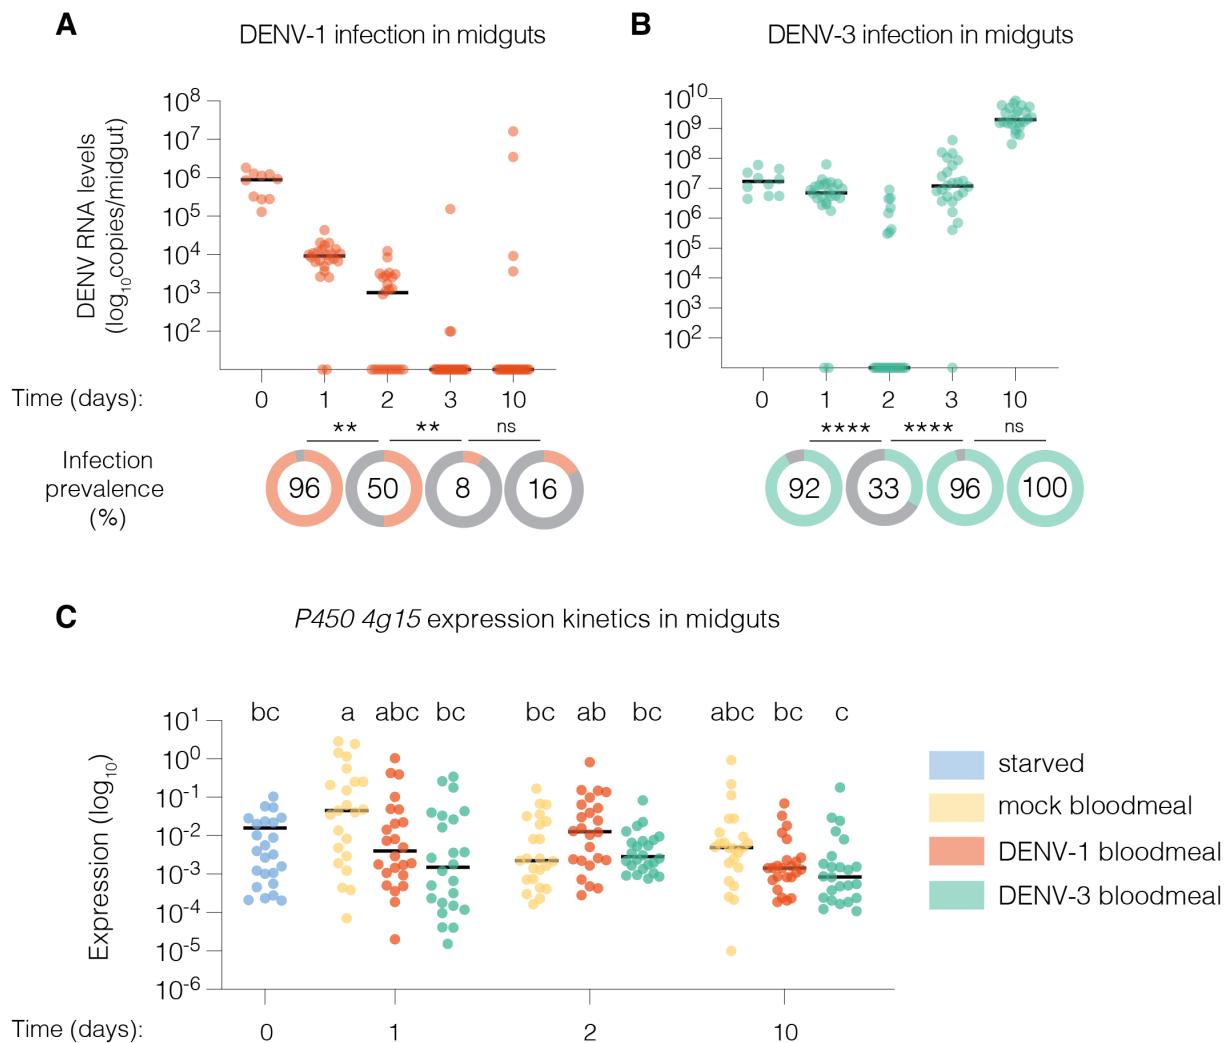 A
DENV-1 infection in midguts
DENV RNA levels
(log10copies/midgut)
10^8
10^7
10^6
10^5
10^4
10^3
10^2
Time (days):
0 1 2 3 10
** ** ns
Infection
prevalence
(%)
96 50 8 16
B
DENV-3 infection in midguts
10^10
10^9
10^8
10^7
10^6
10^5
10^4
10^3
10^2
0 1 2 3 10
**** **** ns
92 33 96 100
C
P450 4g15 expression kinetics in midguts
Expression (log10)
bc a abc bc bc ab bc abc bc c
10^1
10^0
10^-1
10^-2
10^-3
10^-4
10^-5
10^-6
Time (days):
0 1 2 10
starved
mock bloodmeal
DENV-1 bloodmeal
DENV-3 bloodmeal